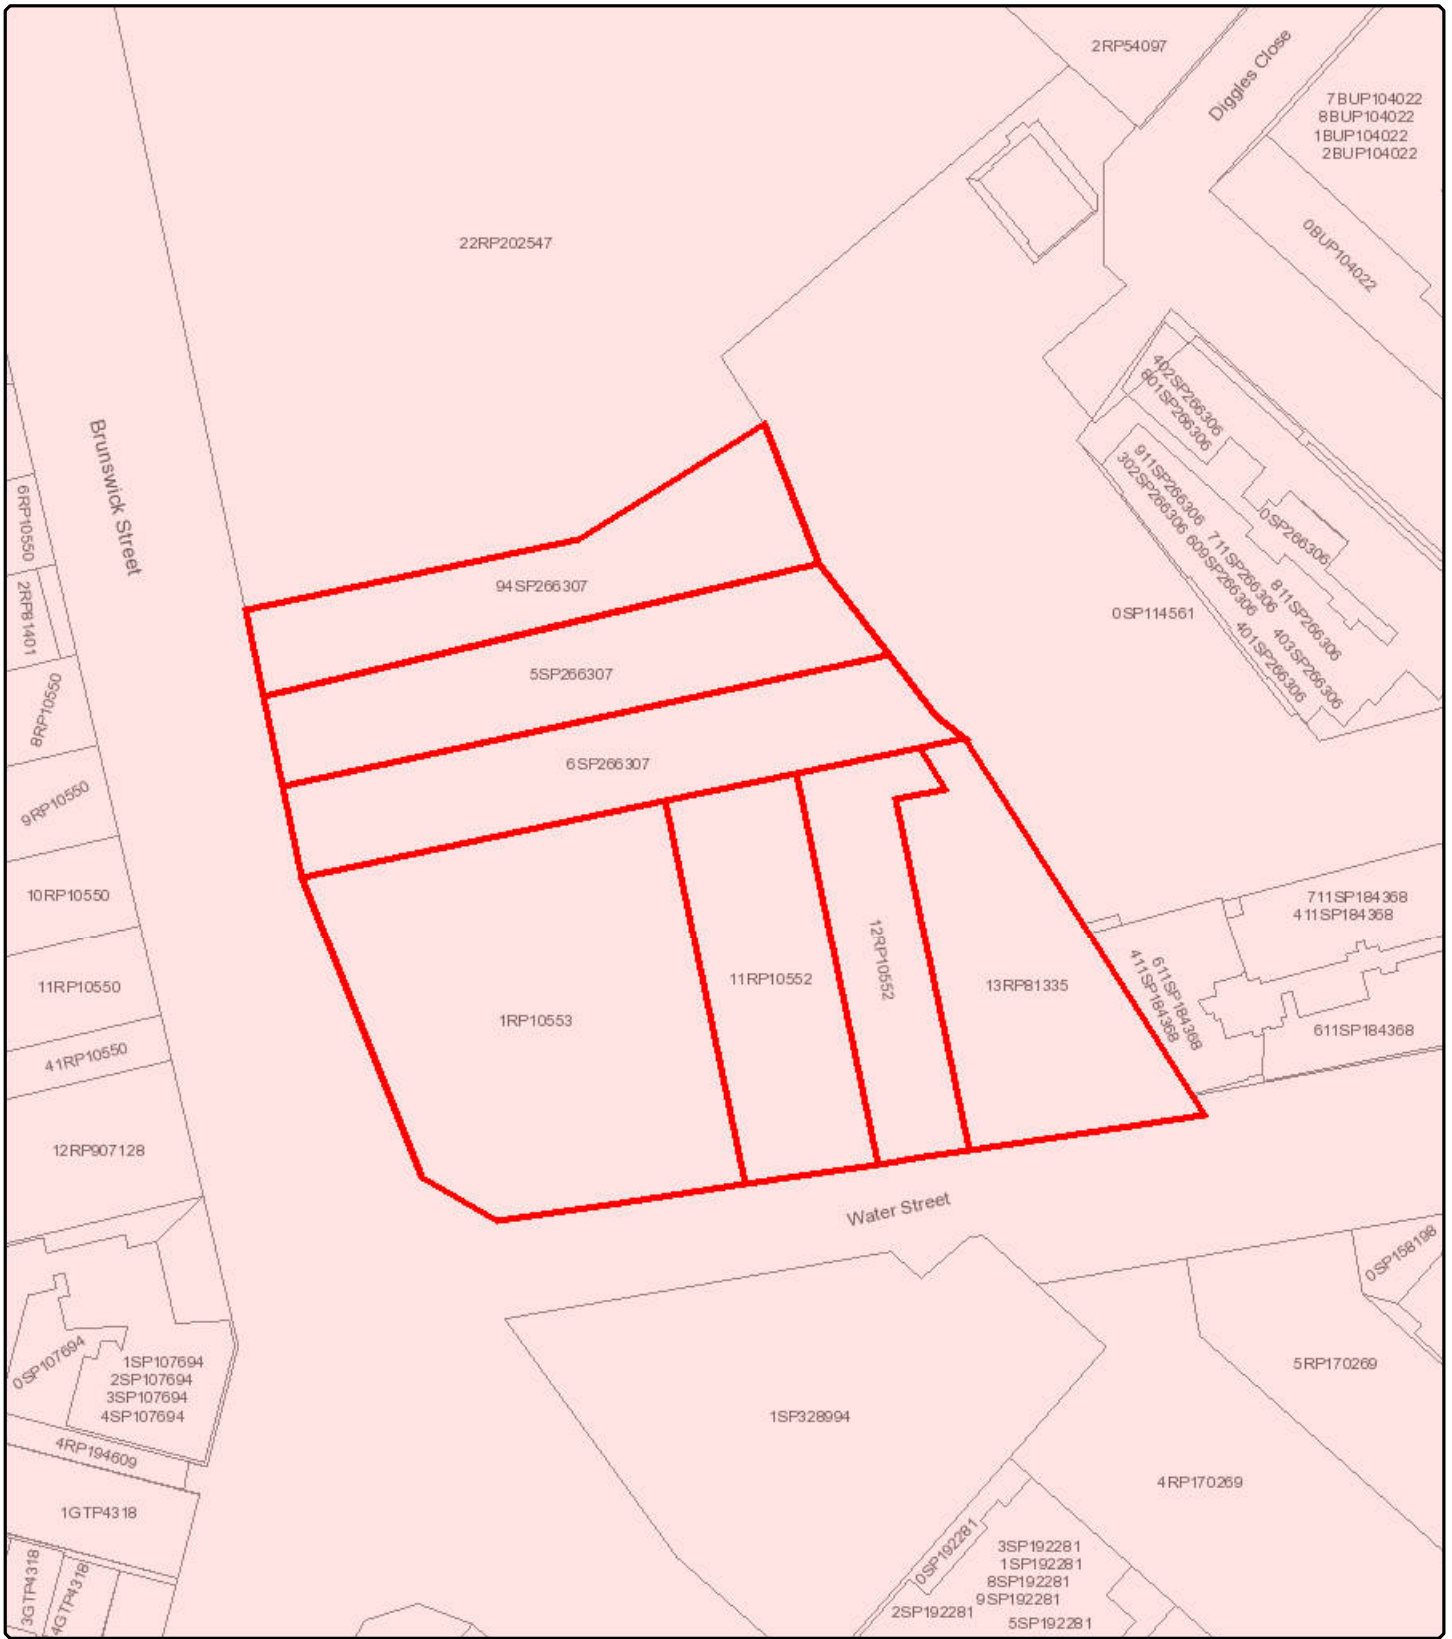 2RP54097
Diggles Close
7BUP104022
8BUP104022
1BUP104022
2BUP104022
0BUP104022
22RP202547
402SP266306
801SP266306
911SP266306
302SP266306
0SP266306
711SP266306
609SP266306
811SP266306
403SP266306
401SP266306
Brunswick Street
6RP10550
2RP81401
8RP10550
9RP10550
10RP10550
11RP10550
41RP10550
12RP907128
94SP266307
5SP266307
6SP266307
0SP114561
1RP10553
11RP10552
12RP10552
13RP81335
711SP184368
411SP184368
611SP184368
411SP184368
611SP184368
Water Street
0SP158198
0SP107694
1SP107694
2SP107694
3SP107694
4SP107694
4RP194609
1GTP4318
3GTP4318
4GTP4318
1SP328994
5RP170269
4RP170269
0SP192281
3SP192281
1SP192281
8SP192281
9SP192281
2SP192281
5SP192281